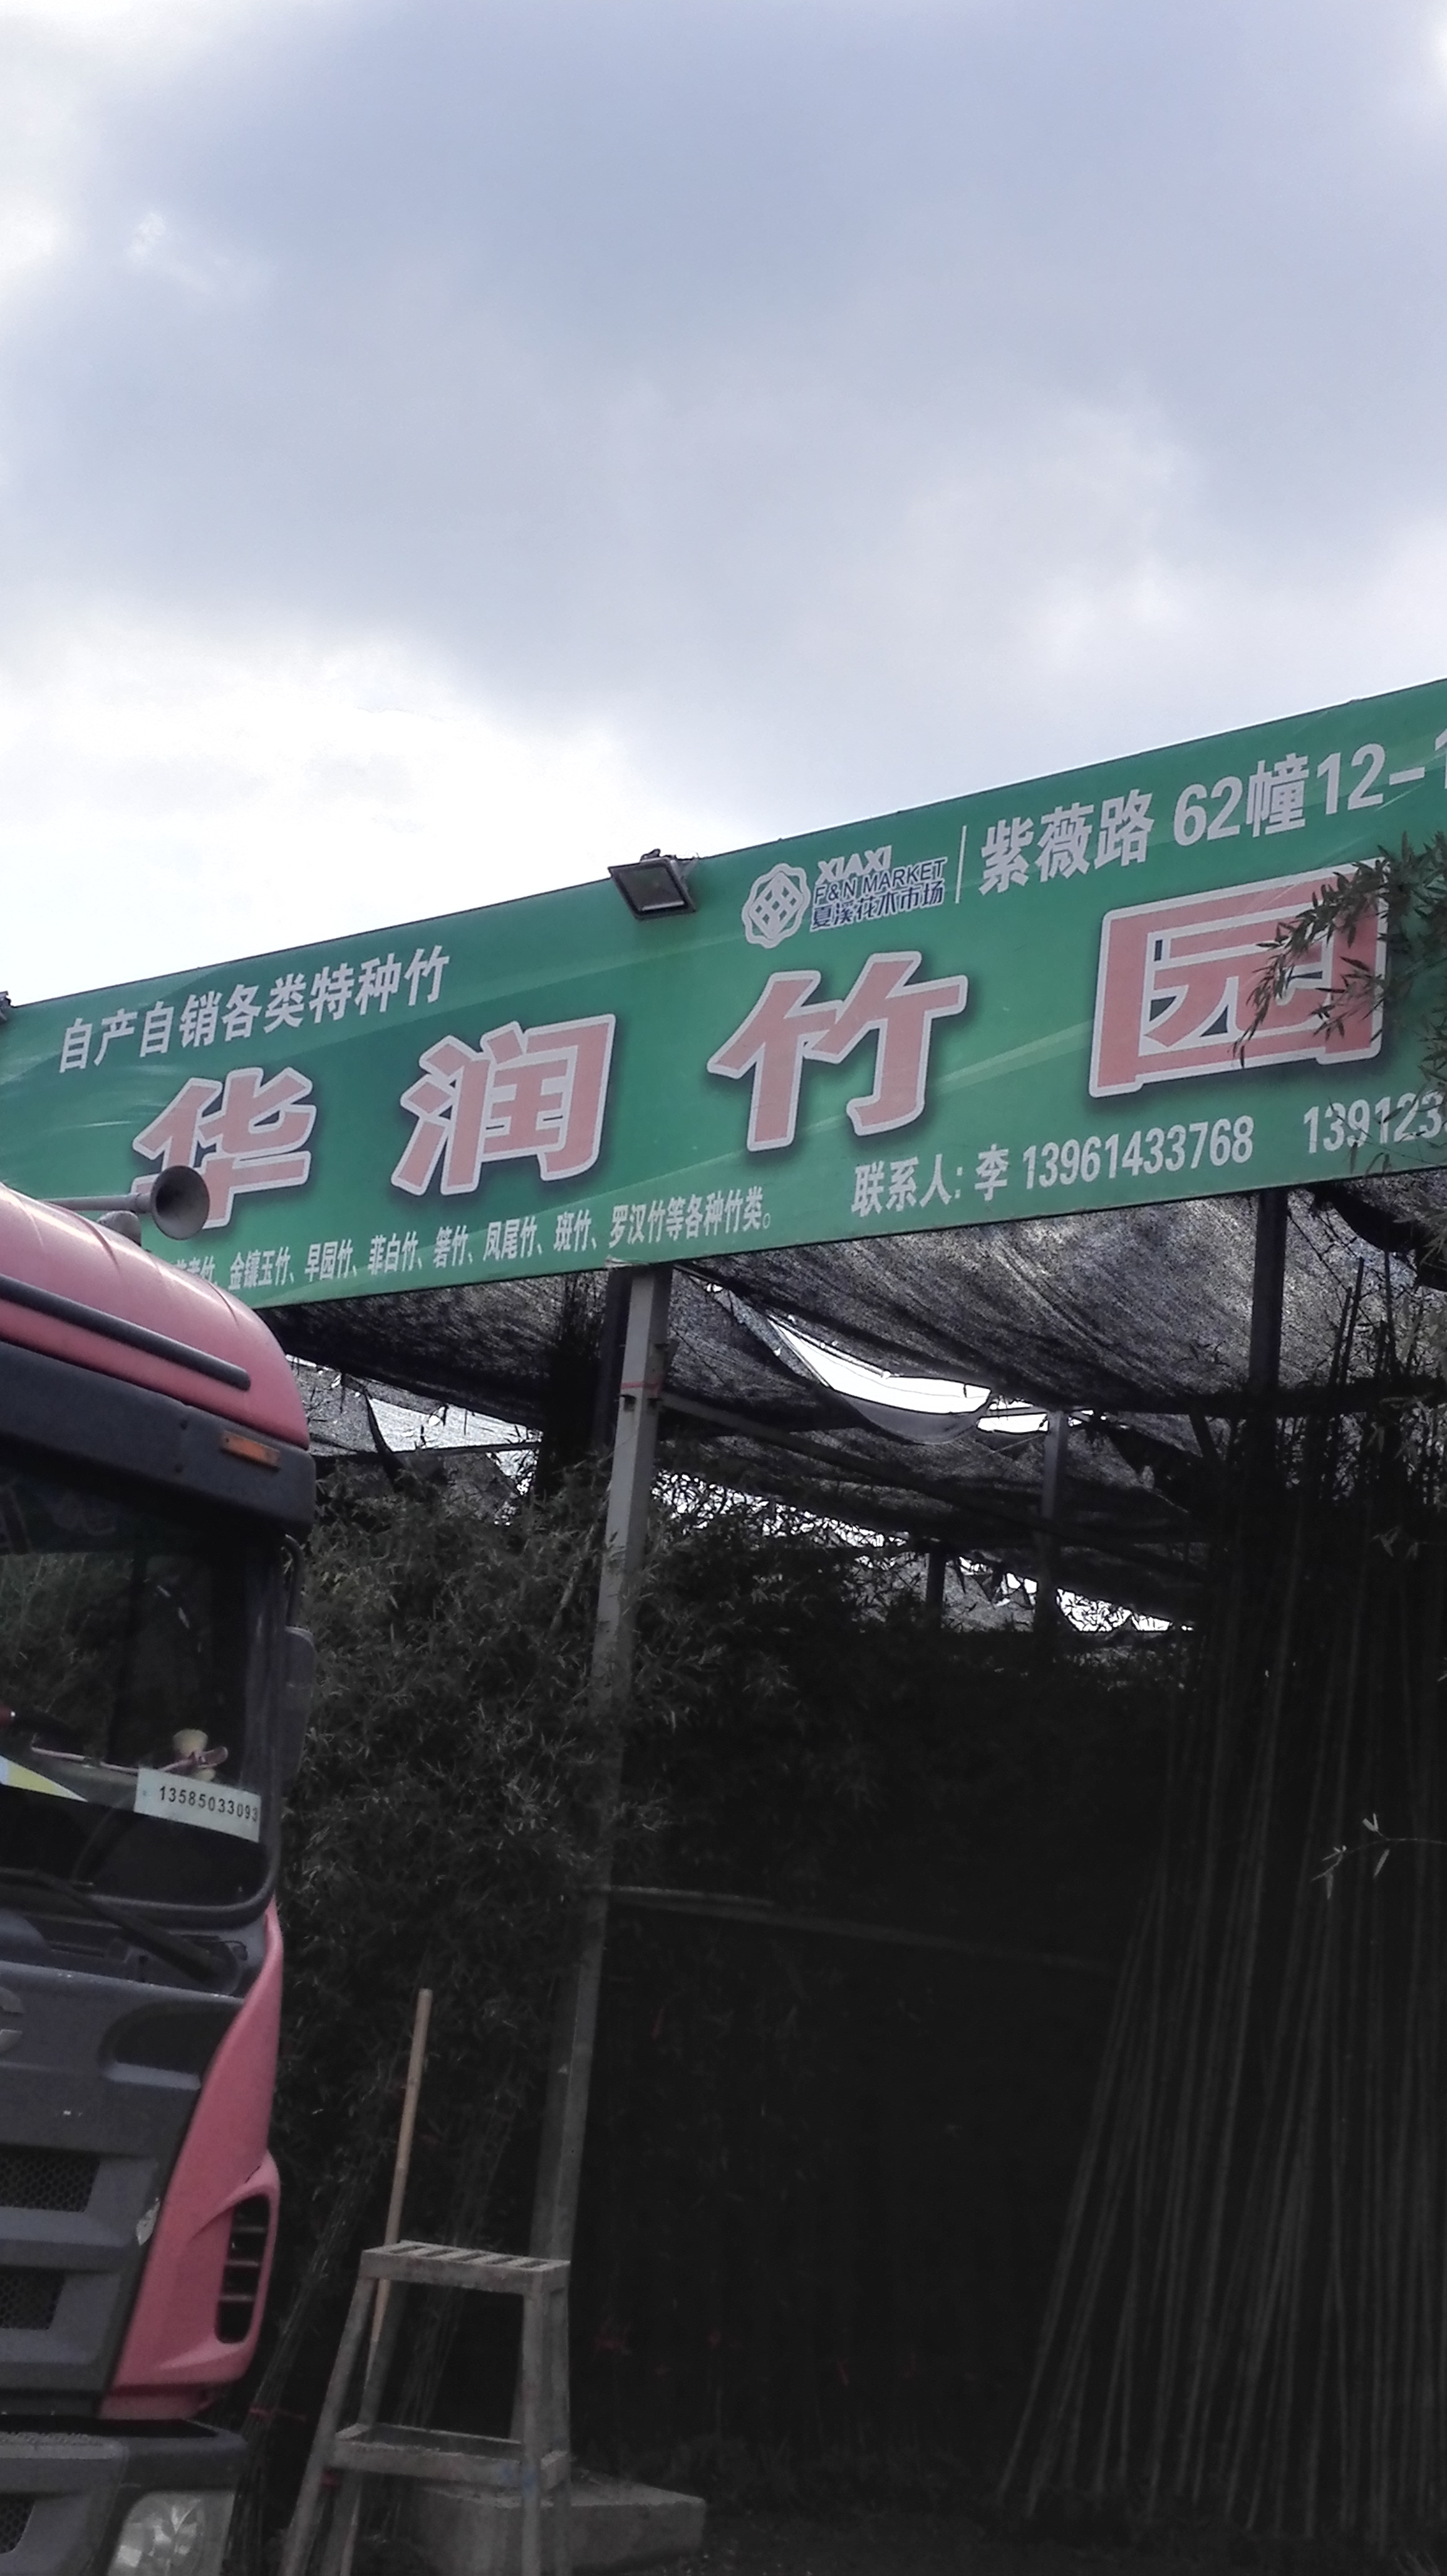 XIAXI
F&N MARKET
夏溪花木市场
紫薇路 62幢12-
自产自销各类特种竹
华润竹园
联系人: 李 13961433768 139123
金镶玉竹、早园竹、菲白竹、箬竹、凤尾竹、斑竹、罗汉竹等各种竹类。
13585033093